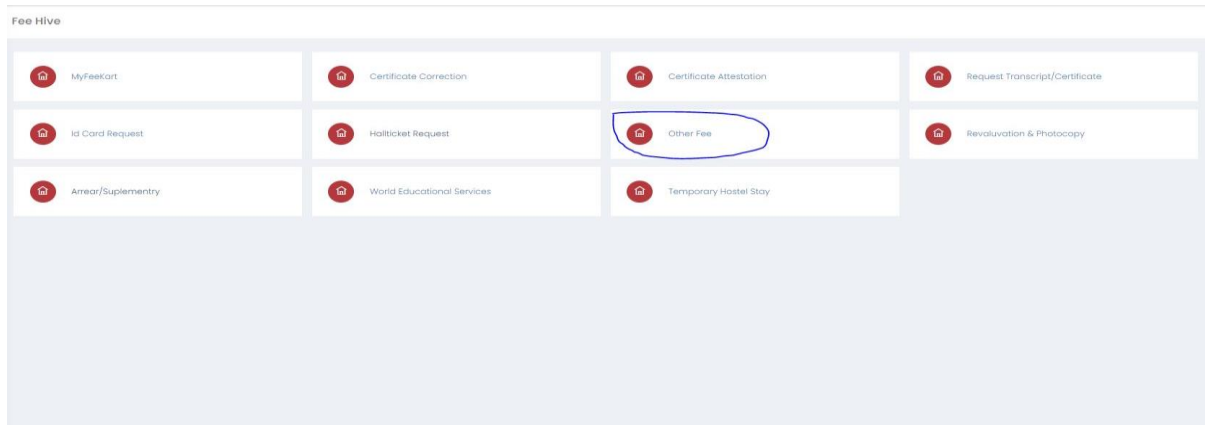 Fee Hive
MyFeeKart
Certificate Correction
Certificate Attestation
Request Transcript/Certificate
Id Card Request
Hallticket Request
Other Fee
Revaluvation & Photocopy
Arrear/Suplementry
World Educational Services
Temporary Hostel Stay